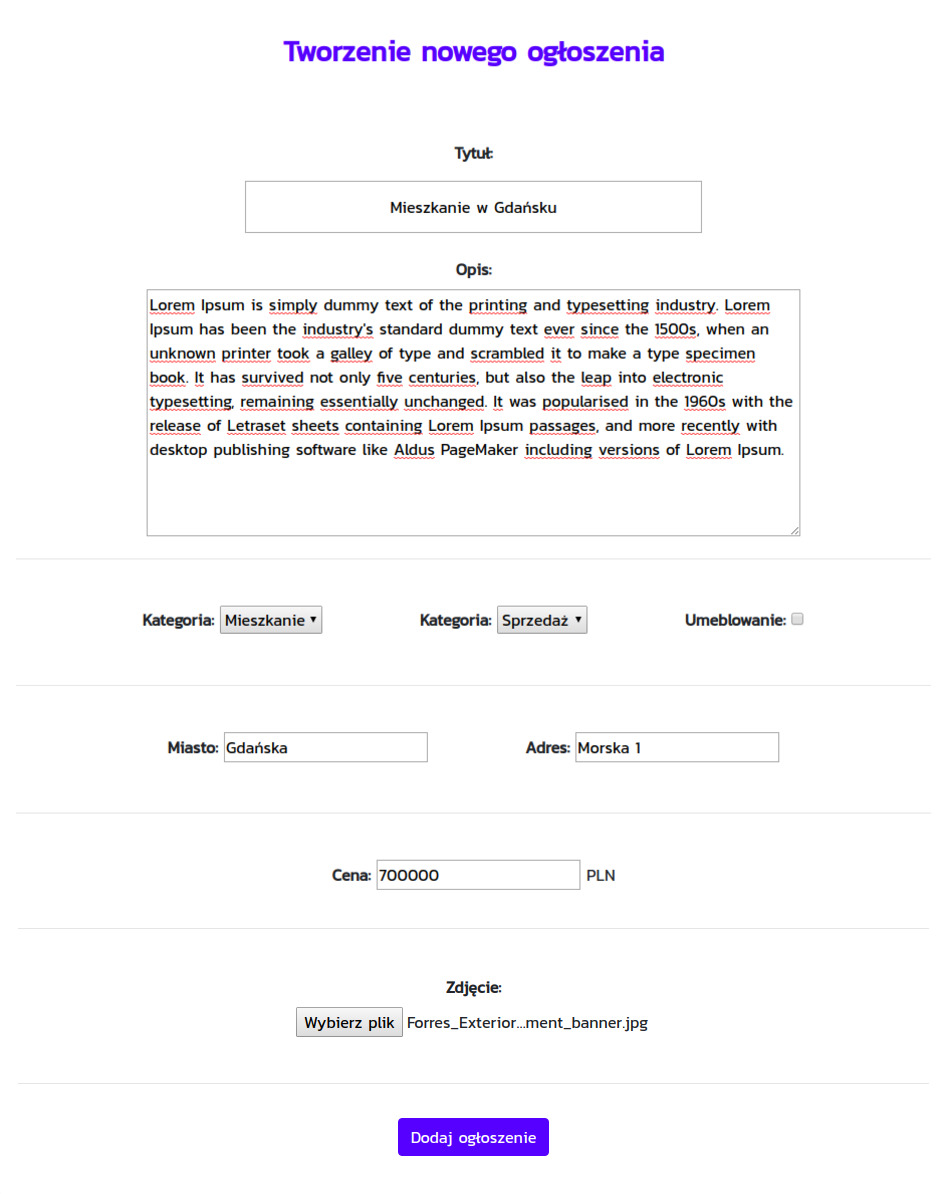 Tworzenie nowego ogłoszenia
Tytuł:
Mieszkanie w Gdańsku
Opis:
Lorem Ipsum is simply dummy text of the printing and typesetting industry. Lorem
Ipsum has been the industry's standard dummy text ever since the 1500s, when an
unknown printer took a galley of type and scrambled it to make a type specimen
book. It has survived not only five centuries, but also the leap into electronic
typesetting, remaining essentially unchanged. It was popularised in the 1960s with the
release of Letraset sheets containing Lorem Ipsum passages, and more recently with
desktop publishing software like Aldus PageMaker including versions of Lorem Ipsum.
Kategoria: Mieszkanie Kategoria: Sprzedaż Umeblowanie:
Miasto: Gdańska Adres: Morska 1
Cena: 700000 PLN
Zdjęcie:
Wybierz plik Forres_Exterior...ment_banner.jpg
Dodaj ogłoszenie